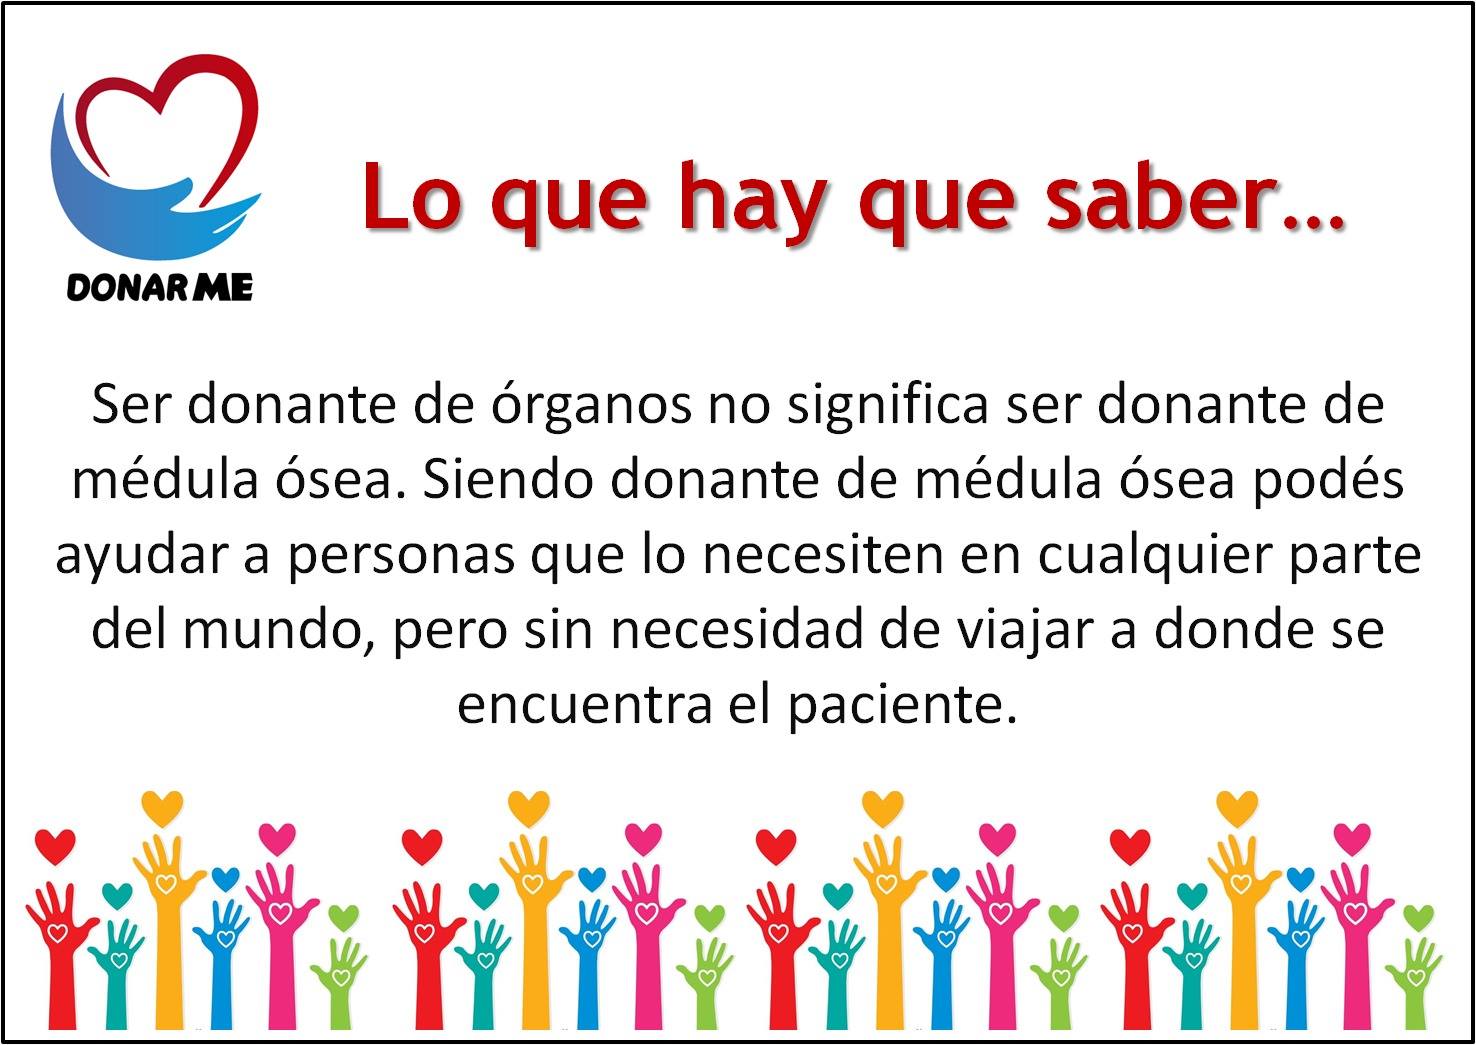 DONAR ME
Lo que hay que saber...
Ser donante de órganos no significa ser donante de
médula ósea. Siendo donante de médula ósea podés
ayudar a personas que lo necesiten en cualquier parte
del mundo, pero sin necesidad de viajar a donde se
encuentra el paciente.